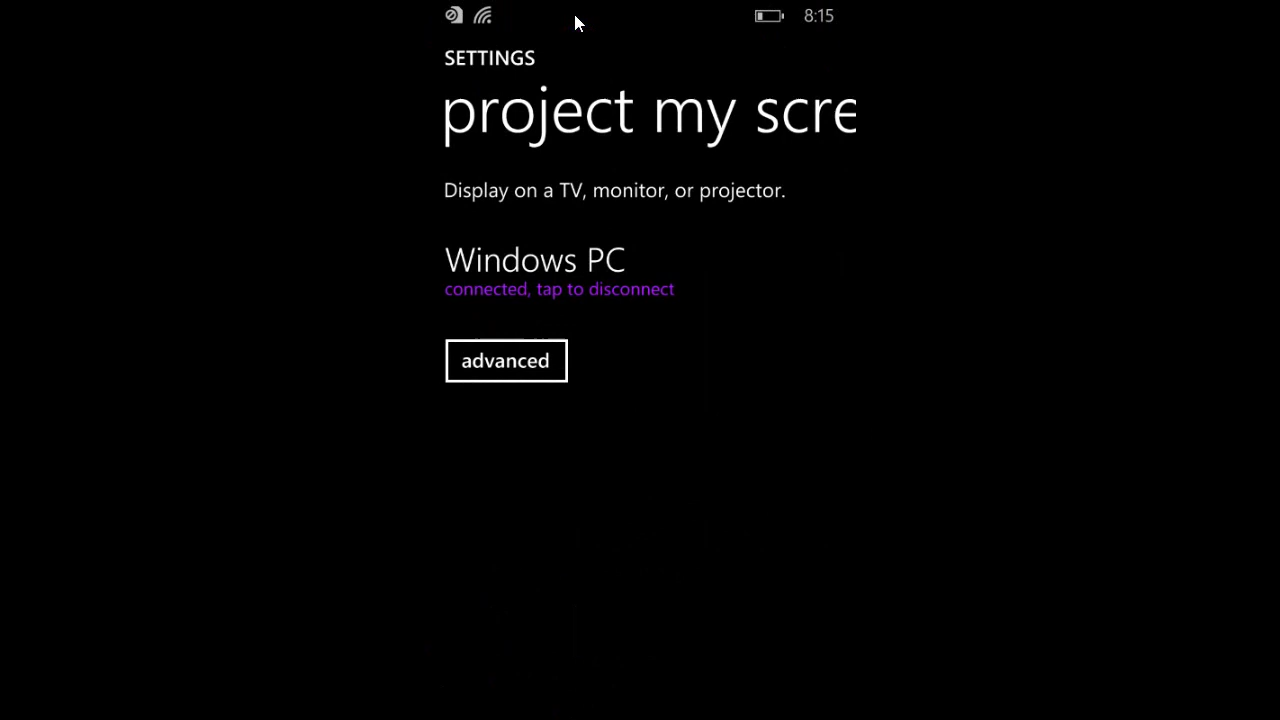 8:15
SETTINGS
project my scre
Display on a TV, monitor, or projector.
Windows PC
connected, tap to disconnect
advanced